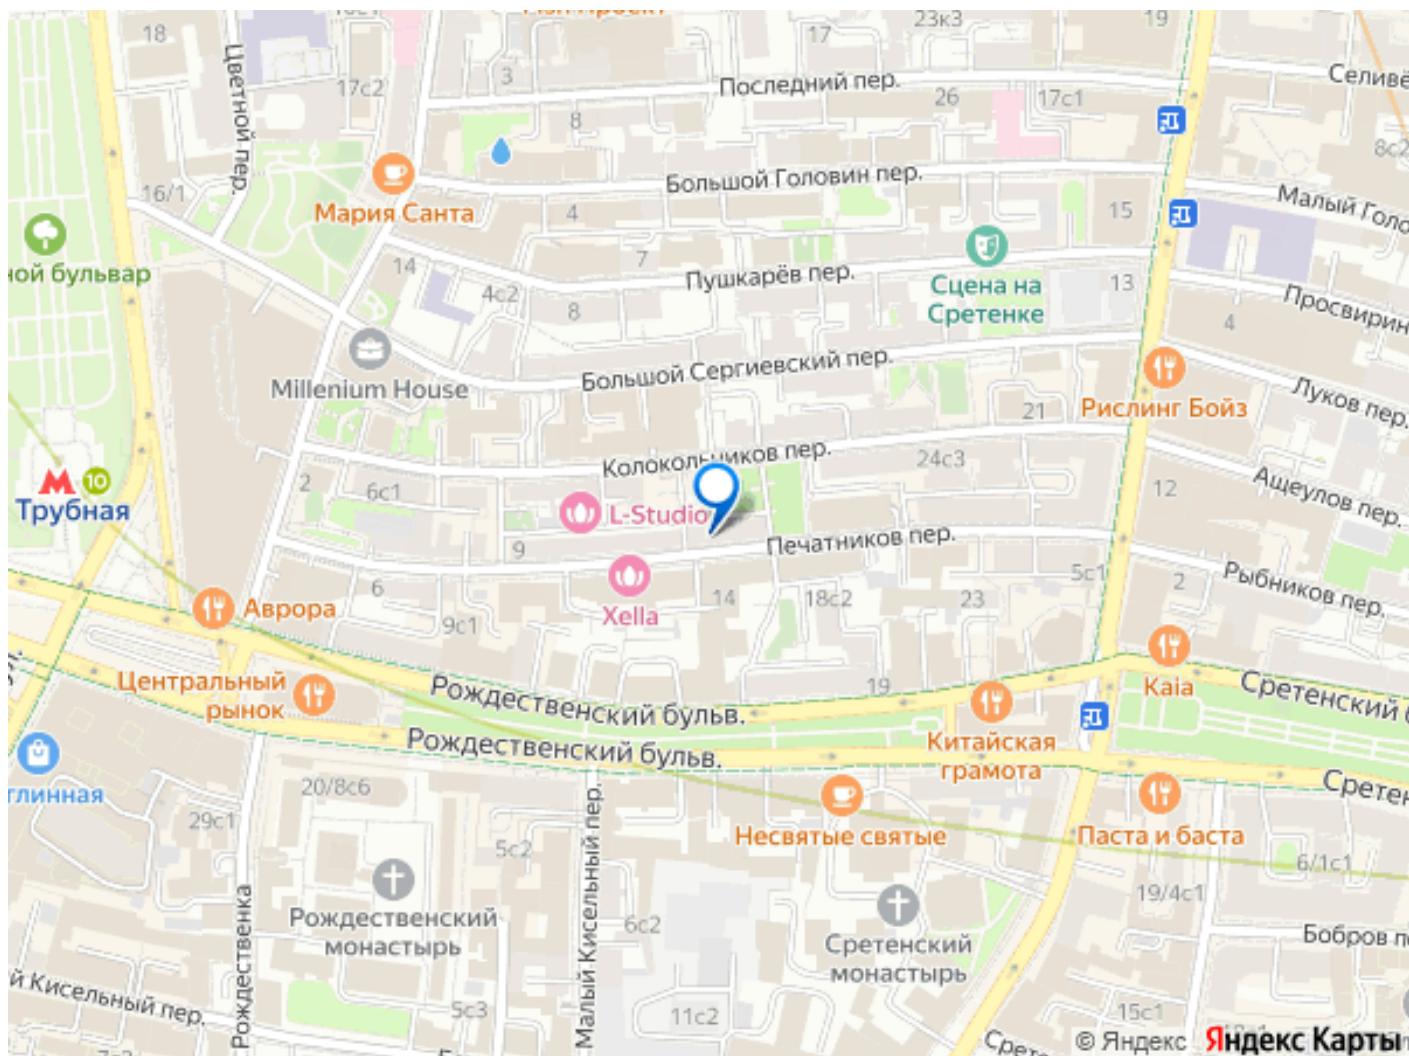 18
17
23к3
19
Цветной пер.
17с2
3
Последний пер.
Селивё
26
17с1
8
8с2
16/1
Мария Санта
Большой Головин пер.
4
15
Малый Голо
ной бульвар
14
7
Пушкарёв пер.
Сцена на
Сретенке
13
4с2
8
Просвирин
4
Millenium House
Большой Сергиевский пер.
Рислинг Бойз
Луков пер.
21
Колокольников пер.
24с3
2
6с1
12
Ащеулов пер.
10
Трубная
L-Studio
9
Печатников пер.
5с1
2
Рыбников пер.
6
Xella
14
18с2
23
Аврора
9с1
Центральный
рынок
Рождественский бульв.
19
Kaia
Сретенский б
Рождественский бульв.
Китайская
грамота
Сретен
глинная
20/8с6
29с1
Малый Кисельный пер.
5с2
Несвятые святые
Паста и баста
6/1с1
19/4с1
Рождественский
монастырь
Рождественка
6с2
Сретенский
монастырь
Бобров п
й Кисельный пер.
5с3
11с2
15с1
Срете
© Яндекс Яндекс Карты